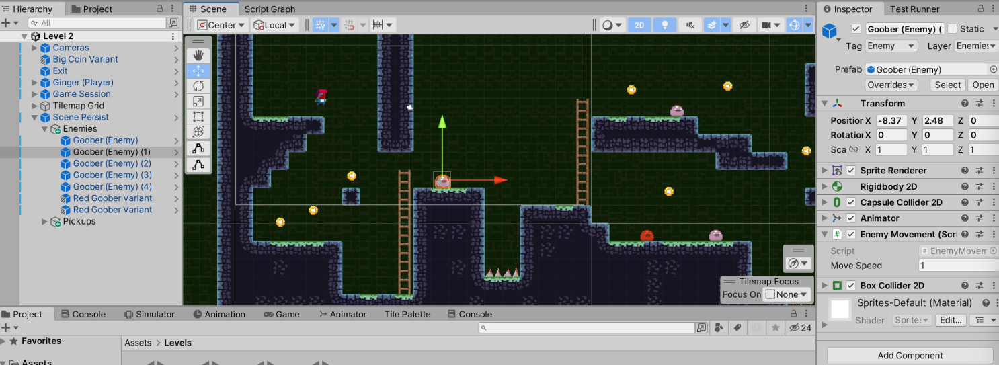 Hierarchy Project
All
Level 2
Cameras
Big Coin Variant
Exit
Ginger (Player)
Game Session
Tilemap Grid
Scene Persist
Enemies
Goober (Enemy)
Goober (Enemy) (1)
Goober (Enemy) (2)
Goober (Enemy) (3)
Goober (Enemy) (4)
Red Goober Variant
Red Goober Variant
Pickups
Scene Script Graph
Center Local 2D
Tilemap Focus
Focus On None
Inspector Test Runner
Goober (Enemy) ( Static
Tag Enemy Layer Enemies
Prefab Goober (Enemy)
Overrides Select Open
Transform
Position X -8.37 Y 2.48 Z 0
Rotation X 0 Y 0 Z 0
Sca X 1 Y 1 Z 1
Sprite Renderer
Rigidbody 2D
Capsule Collider 2D
Animator
Enemy Movement (Scri
Script # EnemyMovem
Move Speed 1
Box Collider 2D
Sprites-Default (Material)
Shader Sprites Edit...
Add Component
Project Console Simulator Animation Game Animator Tile Palette Console
24
Favorites
Assets
Assets > Levels